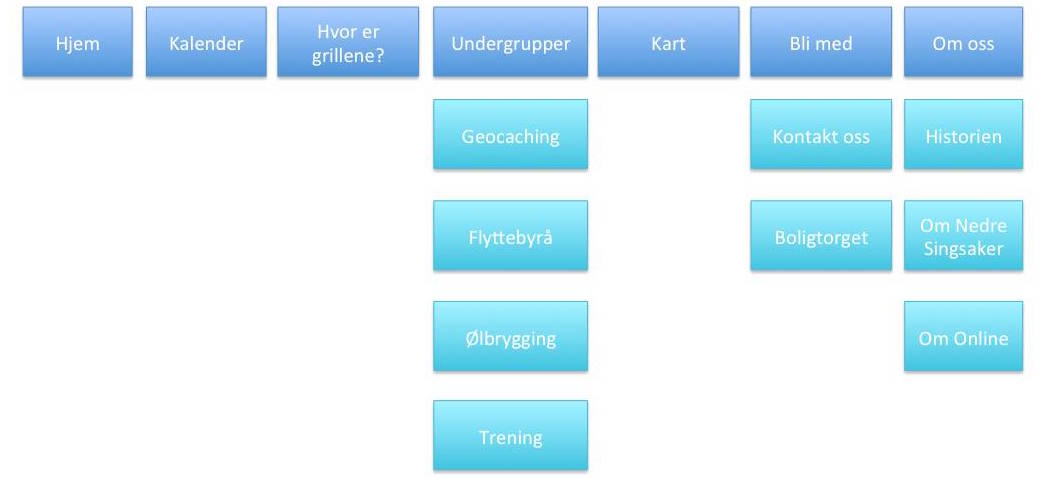 Hjem
Kalender
Hvor er
grillene?
Undergrupper
Kart
Bli med
Om oss
Geocaching
Kontakt oss
Historien
Flyttebyrå
Boligtorget
Om Nedre
Singsaker
Ølbrygging
Om Online
Trening